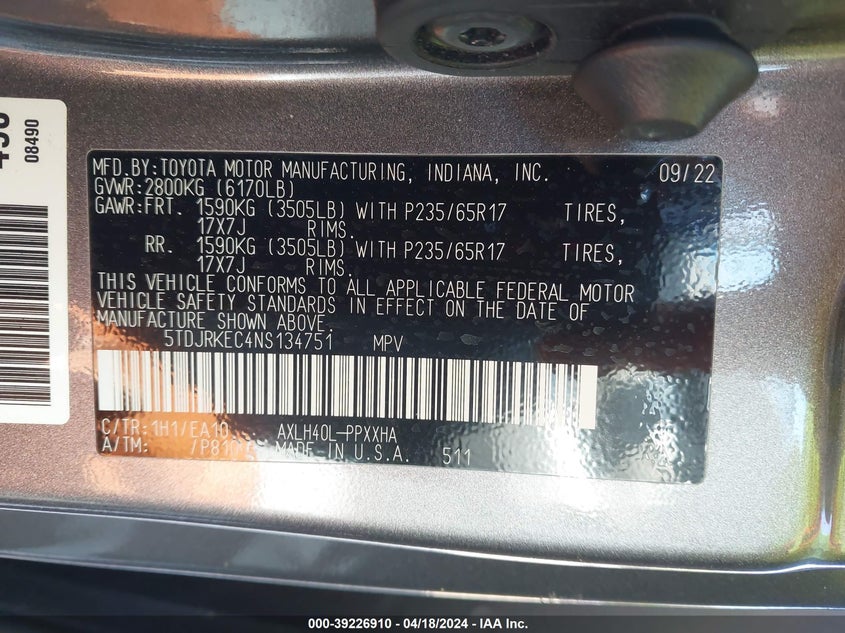 08490
MFD.BY:TOYOTA MOTOR MANUFACTURING, INDIANA, INC. 09/22
GVWR:2800KG (6170LB)
GAWR:FRT. 1590KG (3505LB) WITH P235/65R17 TIRES,
17X7J RIMS.
RR. 1590KG (3505LB) WITH P235/65R17 TIRES,
17X7J RIMS.
THIS VEHICLE CONFORMS TO ALL APPLICABLE FEDERAL MOTOR
VEHICLE SAFETY STANDARDS IN EFFECT ON THE DATE OF
MANUFACTURE SHOWN ABOVE.
5TDJRKEC4NS134751 MPV
C/TR:1H1/EA10 AXLH40L-PPXXHA
A/TM: MADE IN U.S.A. 511
000-39226910 - 04/18/2024 - IAA Inc.